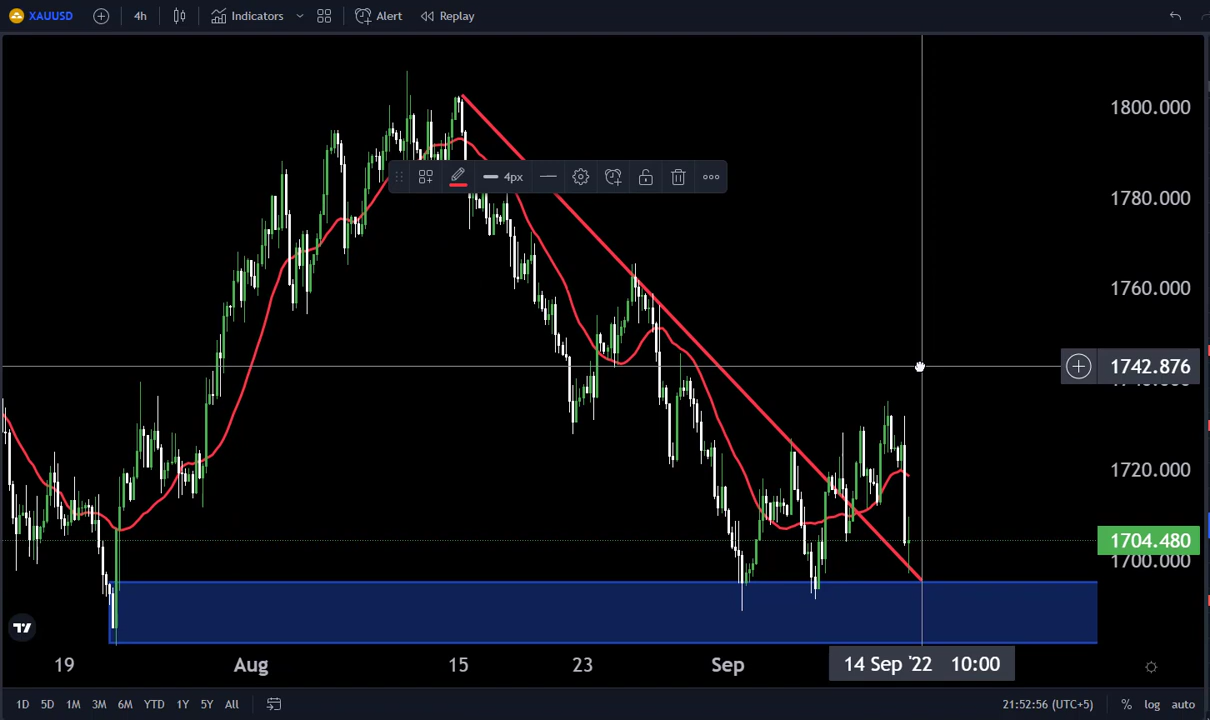 XAUUSD 4h Indicators Alert Replay
1800.000
4px
1780.000
1760.000
1742.876
1720.000
1704.480
1700.000
19 Aug 15 23 Sep 14 Sep '22 10:00
1D 5D 1M 3M 6M YTD 1Y 5Y All 21:52:56 (UTC+5) % log auto